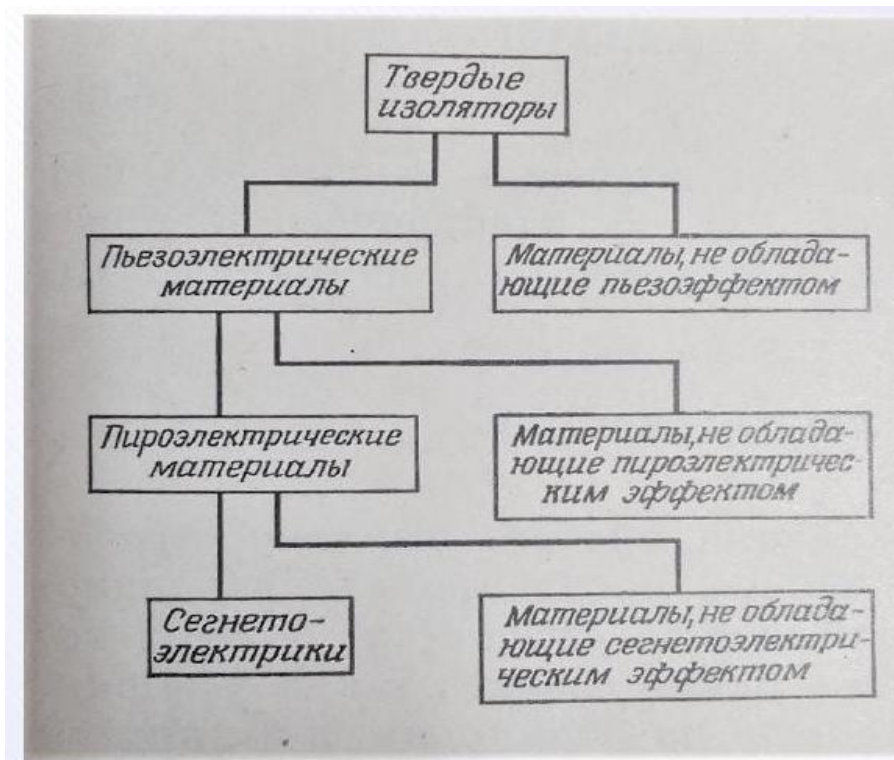 Твердые
изоляторы
Пьезоэлектрические
материалы
Материалы, не облада-
ющие пьезоэффектом
Пироэлектрические
материалы
Материалы, не облада-
ющие пироэлектричес-
ким эффектом
Сегнето-
электрики
Материалы, не облада-
ющие сегнетоэлектри-
ческим эффектом